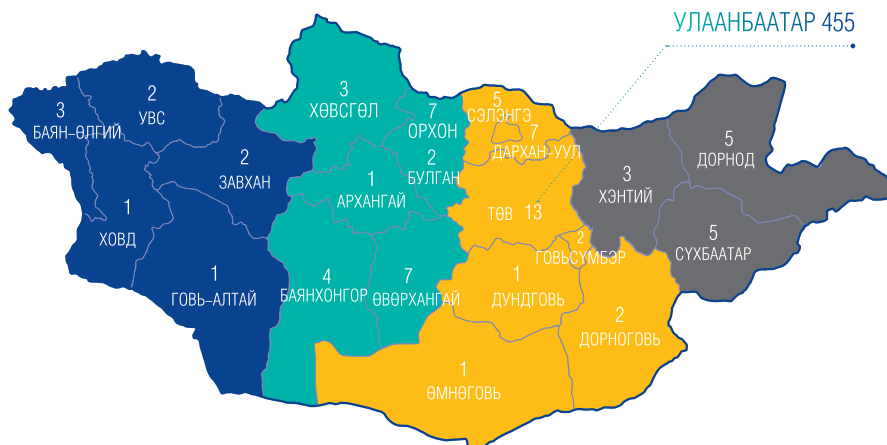 УЛААНБААТАР 455
3
БАЯН-ӨЛГИЙ
2
УВС
2
ЗАВХАН
1
ХОВД
1
ГОВЬ-АЛТАЙ
3
ХӨВСГӨЛ
7
ОРХОН
2
БУЛГАН
1
АРХАНГАЙ
4
БАЯНХОНГОР
7
ӨВӨРХАНГАЙ
5
СЭЛЭНГЭ
7
ДАРХАН-УУЛ
ТӨВ 13
2
ГОВЬСҮМБЭР
1
ДУНДГОВЬ
2
ДОРНОГОВЬ
1
ӨМНӨГОВЬ
3
ХЭНТИЙ
5
ДОРНОД
5
СҮХБААТАР